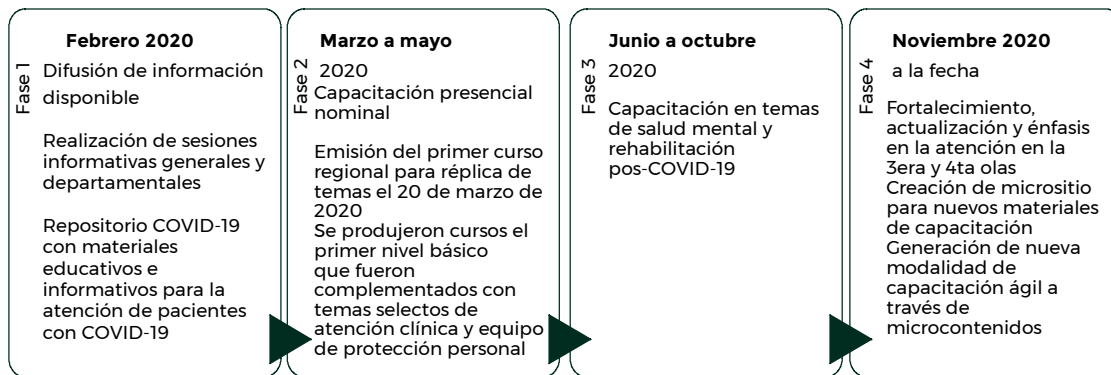 Fase 1
Febrero 2020
Difusión de información
disponible
Realización de sesiones
informativas generales y
departamentales
Repositorio COVID-19
con materiales
educativos e
informativos para la
atención de pacientes
con COVID-19
Fase 2
Marzo a mayo
2020
Capacitación presencial
nominal
Emisión del primer curso
regional para réplica de
temas el 20 de marzo de
2020
Se produjeron cursos el
primer nivel básico
que fueron
complementados con
temas selectos de
atención clínica y equipo
de protección personal
Fase 3
Junio a octubre
2020
Capacitación en temas
de salud mental y
rehabilitación
pos-COVID-19
Fase 4
Noviembre 2020
a la fecha
Fortalecimiento,
actualización y énfasis
en la atención en la
3era y 4ta olas
Creación de micrositio
para nuevos materiales
de capacitación
Generación de nueva
modalidad de
capacitación ágil a
través de
microcontenidos